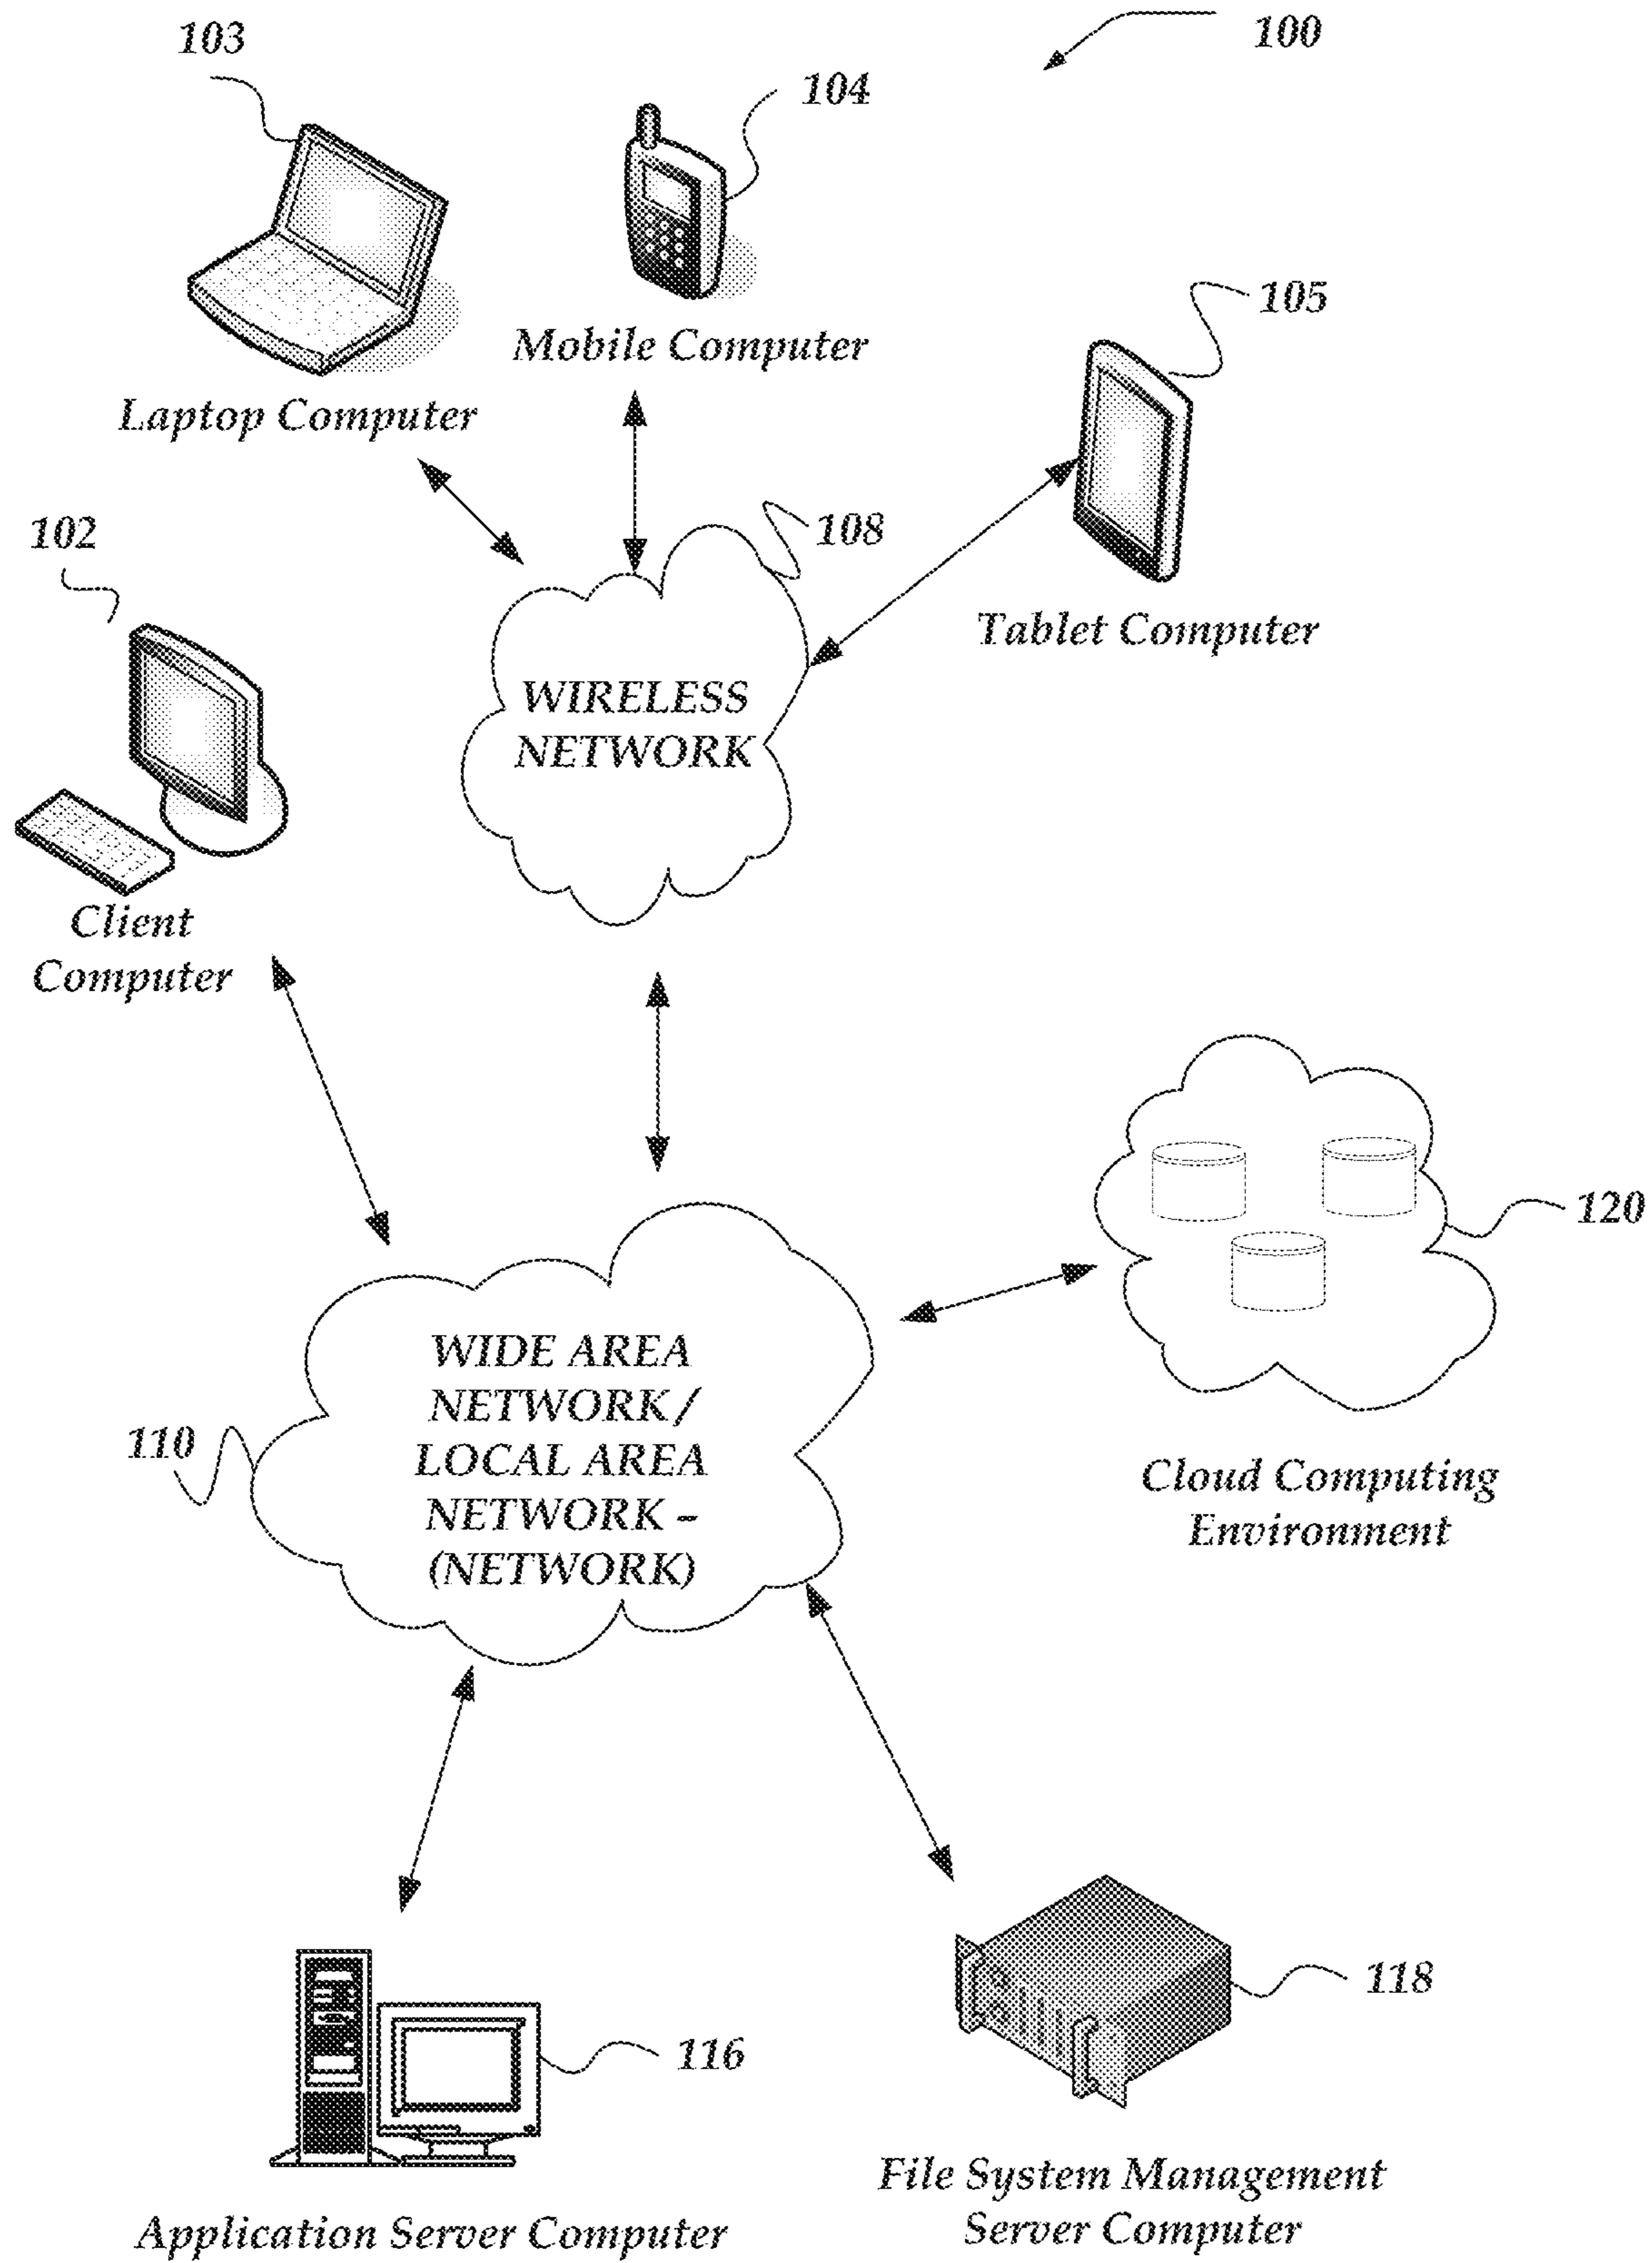 100
103
104
105
Mobile Computer
Laptop Computer
102
108
Tablet Computer
WIRELESS
NETWORK
Client
Computer
120
WIDE AREA
NETWORK /
LOCAL AREA
NETWORK –
(NETWORK)
110
Cloud Computing
Environment
118
116
File System Management
Server Computer
Application Server Computer